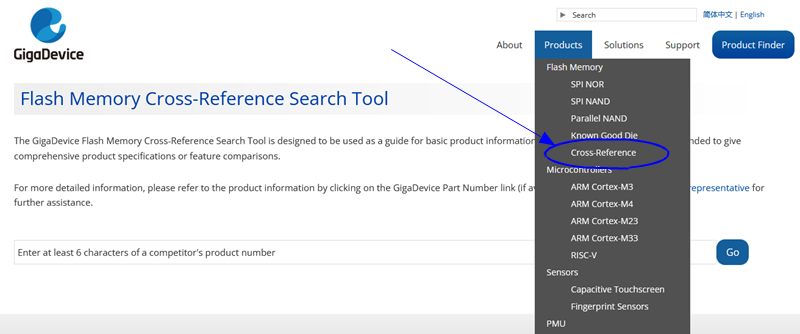 Search
简体中文 | English
GigaDevice
About Products Solutions Support Product Finder
Flash Memory
SPI NOR
SPI NAND
Parallel NAND
Known Good Die
Cross-Reference
Microcontrollers
ARM Cortex-M3
ARM Cortex-M4
ARM Cortex-M23
ARM Cortex-M33
RISC-V
Sensors
Capacitive Touchscreen
Fingerprint Sensors
PMU
Flash Memory Cross-Reference Search Tool
The GigaDevice Flash Memory Cross-Reference Search Tool is designed to be used as a guide for basic product information nded to give
comprehensive product specifications or feature comparisons.
For more detailed information, please refer to the product information by clicking on the GigaDevice Part Number link (if av representative for
further assistance.
Enter at least 6 characters of a competitor's product number
Go